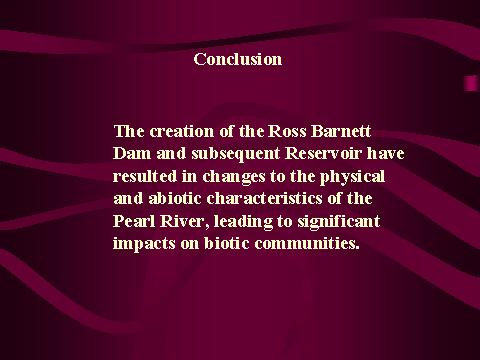 Conclusion
The creation of the Ross Barnett
Dam and subsequent Reservoir have
resulted in changes to the physical
and abiotic characteristics of the
Pearl River, leading to significant
impacts on biotic communities.